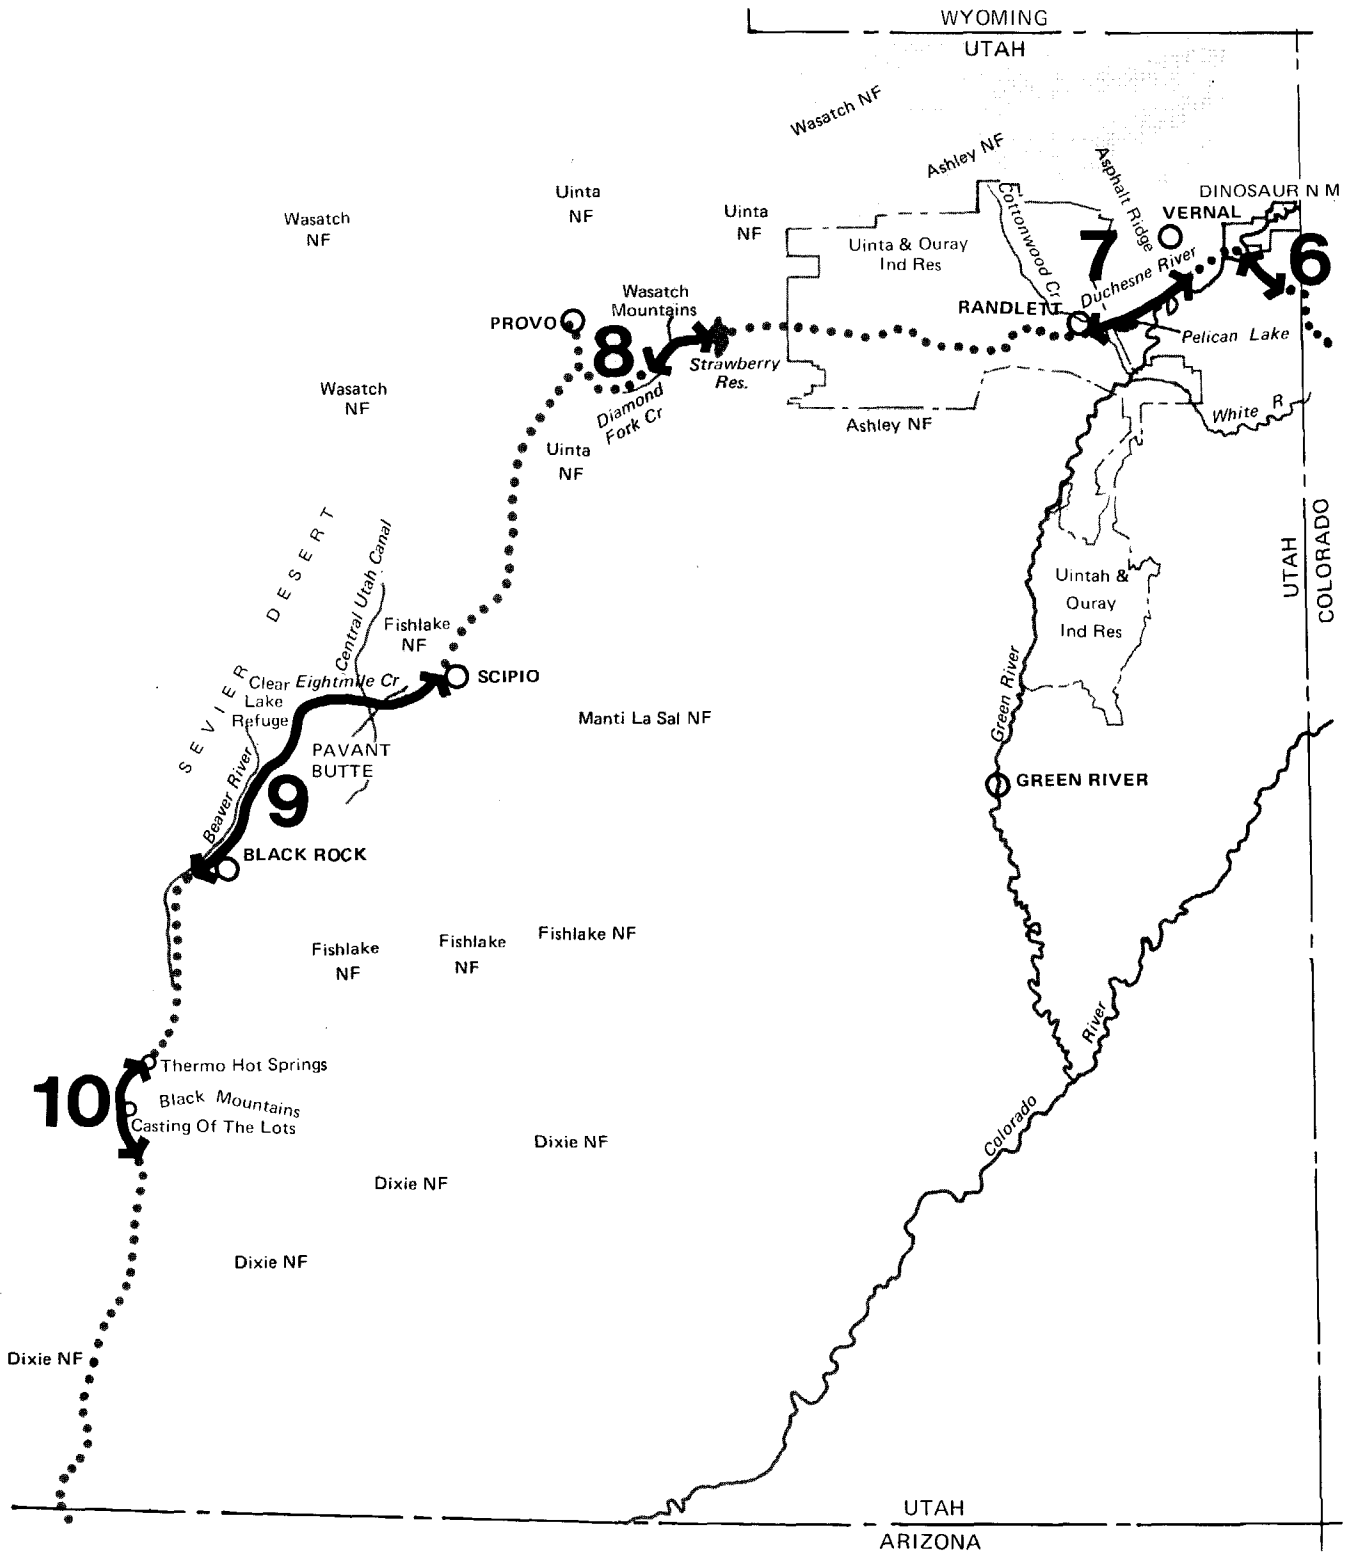 WYOMING
UTAH
Wasatch NF
Ashley NF
Asphalt Ridge
DINOSAUR N M
VERNAL
Uinta
NF
Wasatch
NF
Uinta
NF
Uinta & Ouray
Ind Res
Cottonwood Cr
7
Duchesne River
6
Wasatch
Mountains
RANDLETT
PROVO
8
Pelican Lake
Strawberry
Res.
Wasatch
NF
Diamond
Fork Cr
Ashley NF
White R
Uinta
NF
SEVIER DESERT
Central Utah Canal
UTAH
COLORADO
Uintah &
Ouray
Ind Res
Fishlake
NF
Green River
Clear
Lake
Refuge
Eightmile Cr
SCIPIO
Manti La Sal NF
PAVANT
BUTTE
Beaver River
9
GREEN RIVER
BLACK ROCK
Fishlake
NF
Fishlake
NF
Fishlake NF
Colorado River
Thermo Hot Springs
10
Black Mountains
Casting Of The Lots
Dixie NF
Dixie NF
Dixie NF
Dixie NF
UTAH
ARIZONA